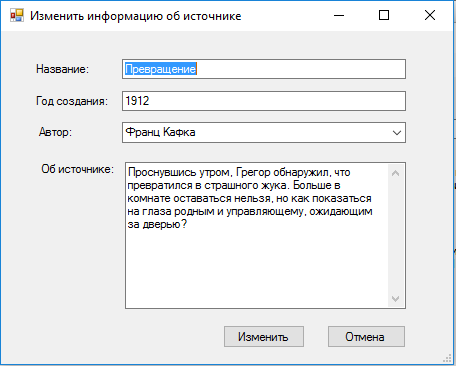 Изменить информацию об источнике
Название: Превращение
Год создания: 1912
Автор: Франц Кафка
Об источнике: Проснувшись утром, Грегор обнаружил, что
превратился в страшного жука. Больше в
комнате оставаться нельзя, но как показаться
на глаза родным и управляющему, ожидающим
за дверью?
Изменить Отмена